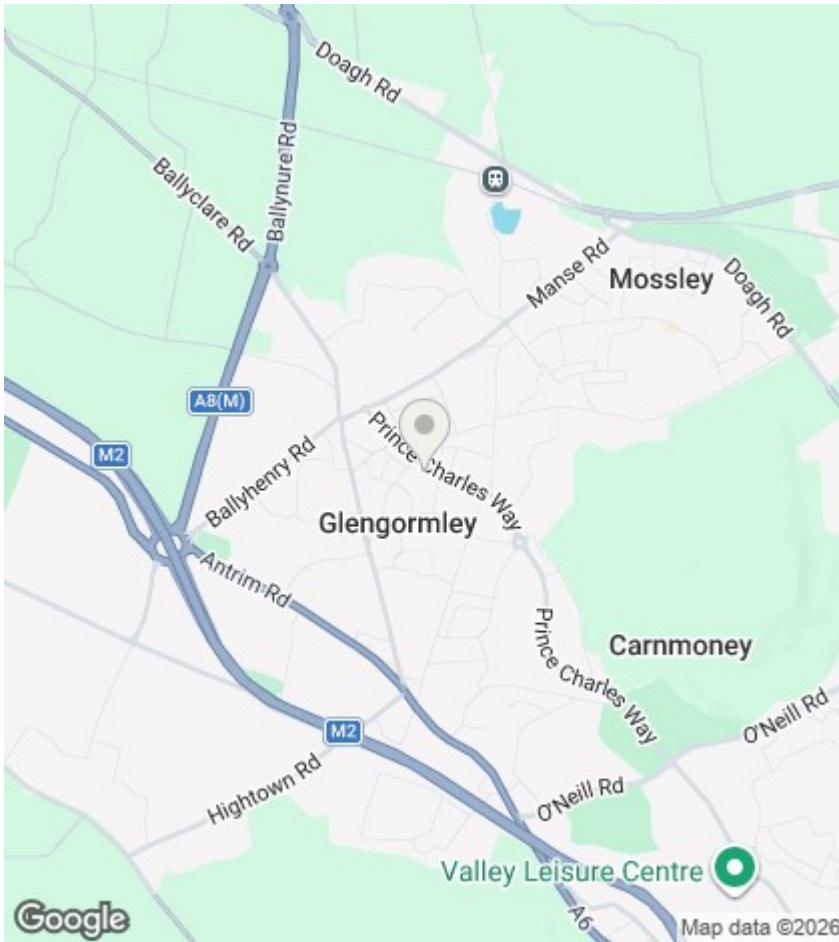 Doagh Rd
Ballynure Rd
Ballyclare Rd
Manse Rd
Mossley
Doagh Rd
A8(M)
M2
Prince Charles Way
Ballyhenry Rd
Glengormley
Antrim Rd
Prince Charles Way
Carnmoney
M2
O'Neill Rd
Hightown Rd
O'Neill Rd
Valley Leisure Centre
A6
Google
Map data ©2026